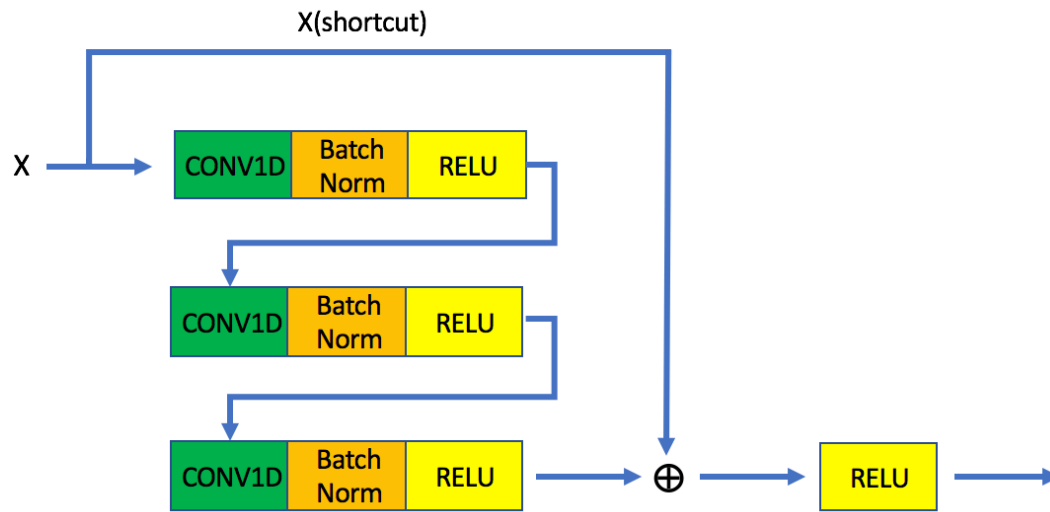 X(shortcut)
X
CONV1D
Batch
Norm
RELU
CONV1D
Batch
Norm
RELU
CONV1D
Batch
Norm
RELU
RELU